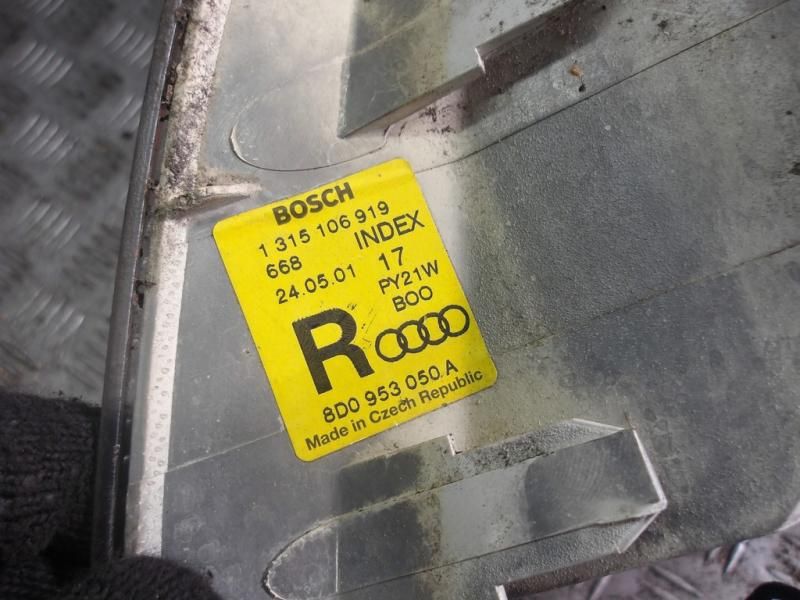 BOSCH
1 315 106 919
668 INDEX
24.05.01 17
PY21W
BOO
R
8D0 953 050 A
Made in Czech Republic